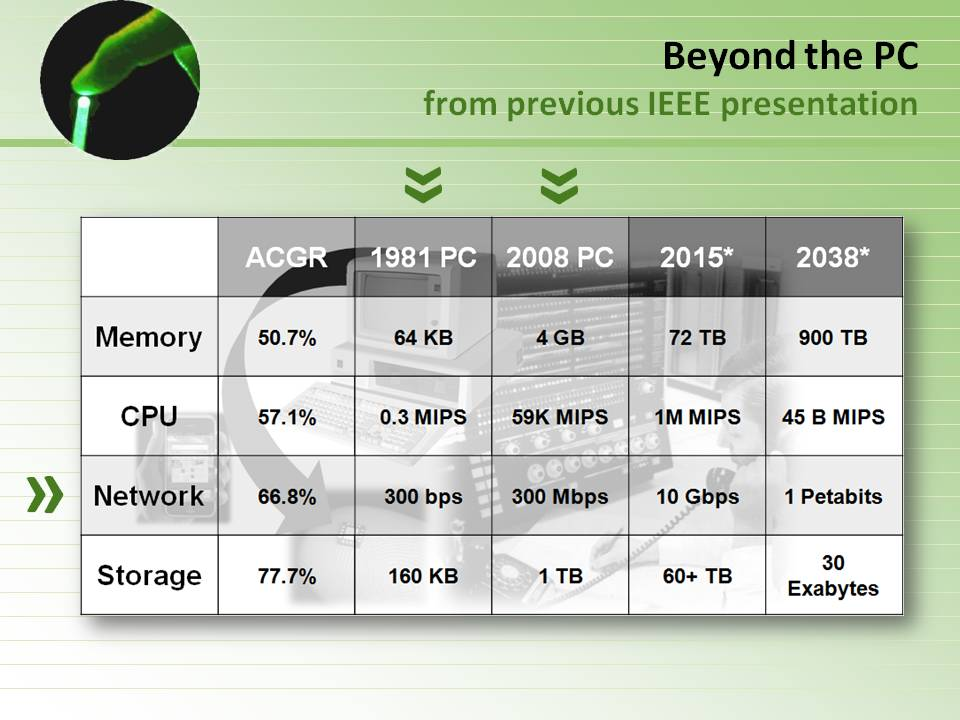 Beyond the PC
from previous IEEE presentation
ACGR 1981 PC 2008 PC 2015* 2038*
Memory 50.7% 64 KB 4 GB 72 TB 900 TB
CPU 57.1% 0.3 MIPS 59K MIPS 1M MIPS 45 B MIPS
Network 66.8% 300 bps 300 Mbps 10 Gbps 1 Petabits
Storage 77.7% 160 KB 1 TB 60+ TB 30
Exabytes